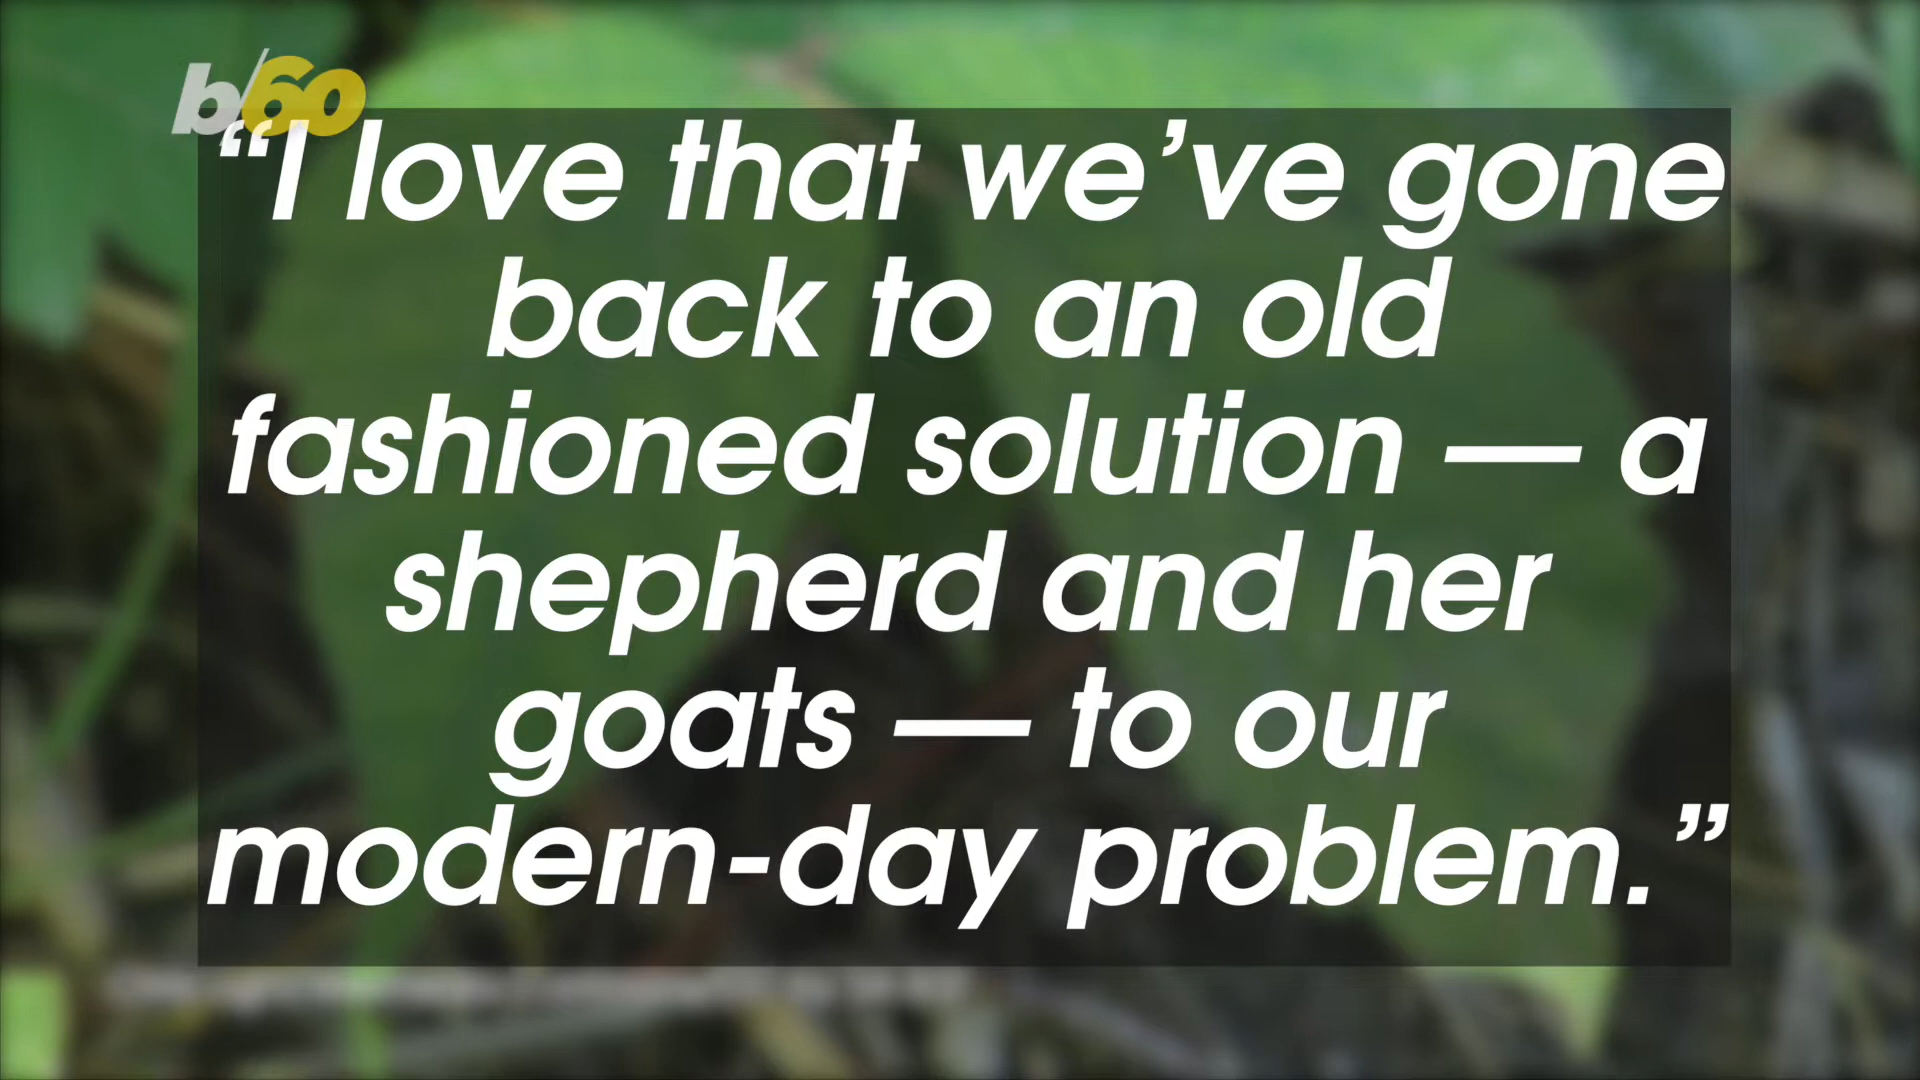 b/60
“I love that we’ve gone
back to an old
fashioned solution — a
shepherd and her
goats — to our
modern-day problem.”